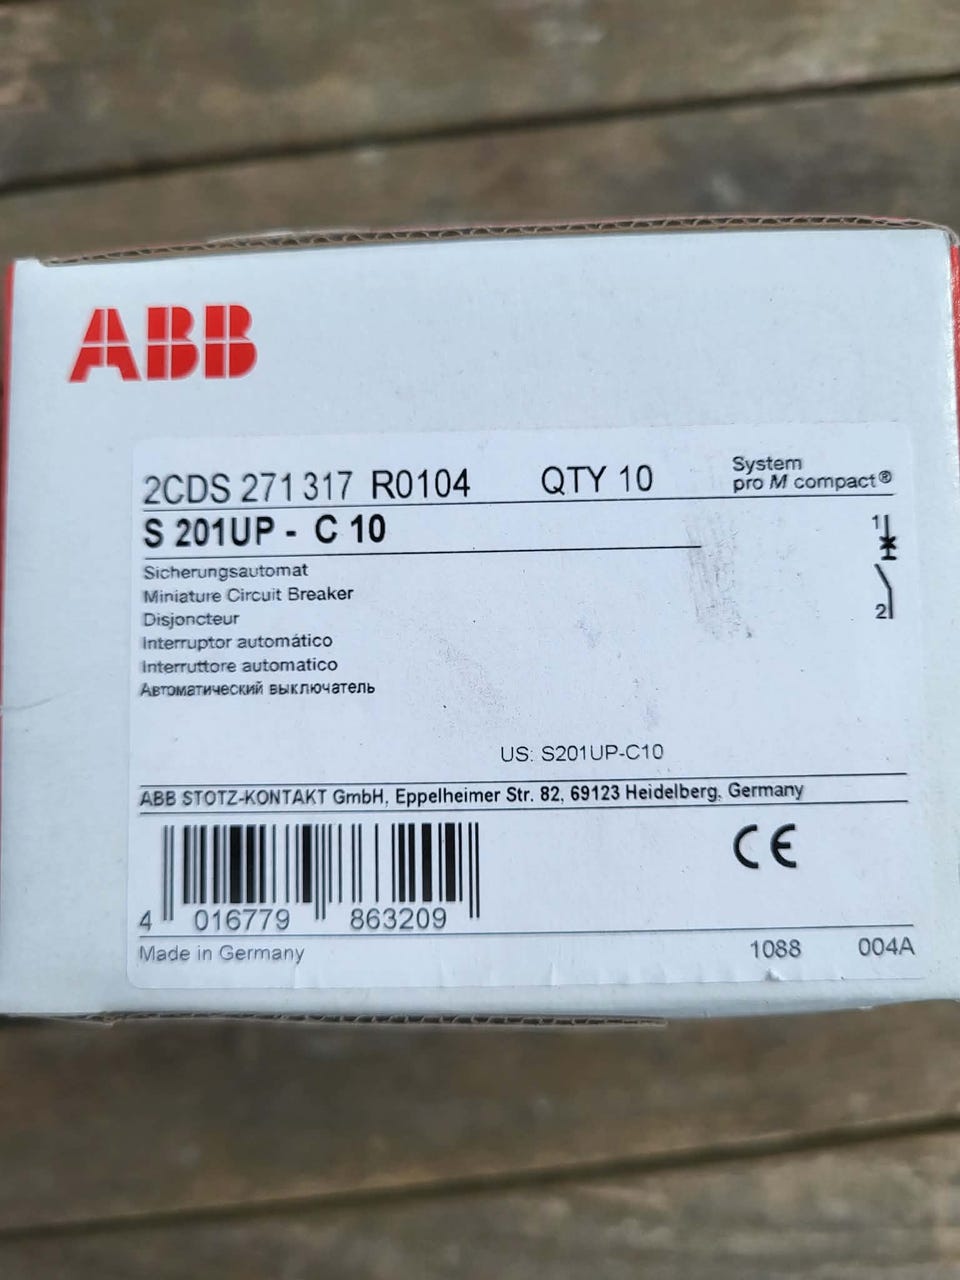 ABB
2CDS 271 317 R0104 QTY 10
System
pro M compact®
S 201UP - C 10
Sicherungsautomat
Miniature Circuit Breaker
Disjoncteur
Interruptor automático
Interruttore automatico
Автоматический выключатель
1
2
US: S201UP-C10
ABB STOTZ-KONTAKT GmbH, Eppelheimer Str. 82, 69123 Heidelberg, Germany
CE
4 016779 863209
Made in Germany 1088 004A